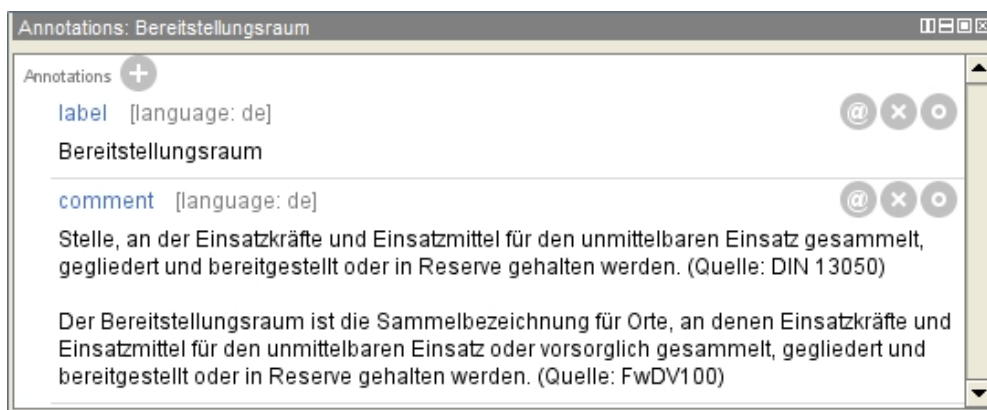 Annotations: Bereitstellungsraum
Annotations
label [language: de]
Bereitstellungsraum
comment [language: de]
Stelle, an der Einsatzkräfte und Einsatzmittel für den unmittelbaren Einsatz gesammelt,
gegliedert und bereitgestellt oder in Reserve gehalten werden. (Quelle: DIN 13050)
Der Bereitstellungsraum ist die Sammelbezeichnung für Orte, an denen Einsatzkräfte und
Einsatzmittel für den unmittelbaren Einsatz oder vorsorglich gesammelt, gegliedert und
bereitgestellt oder in Reserve gehalten werden. (Quelle: FwDV100)